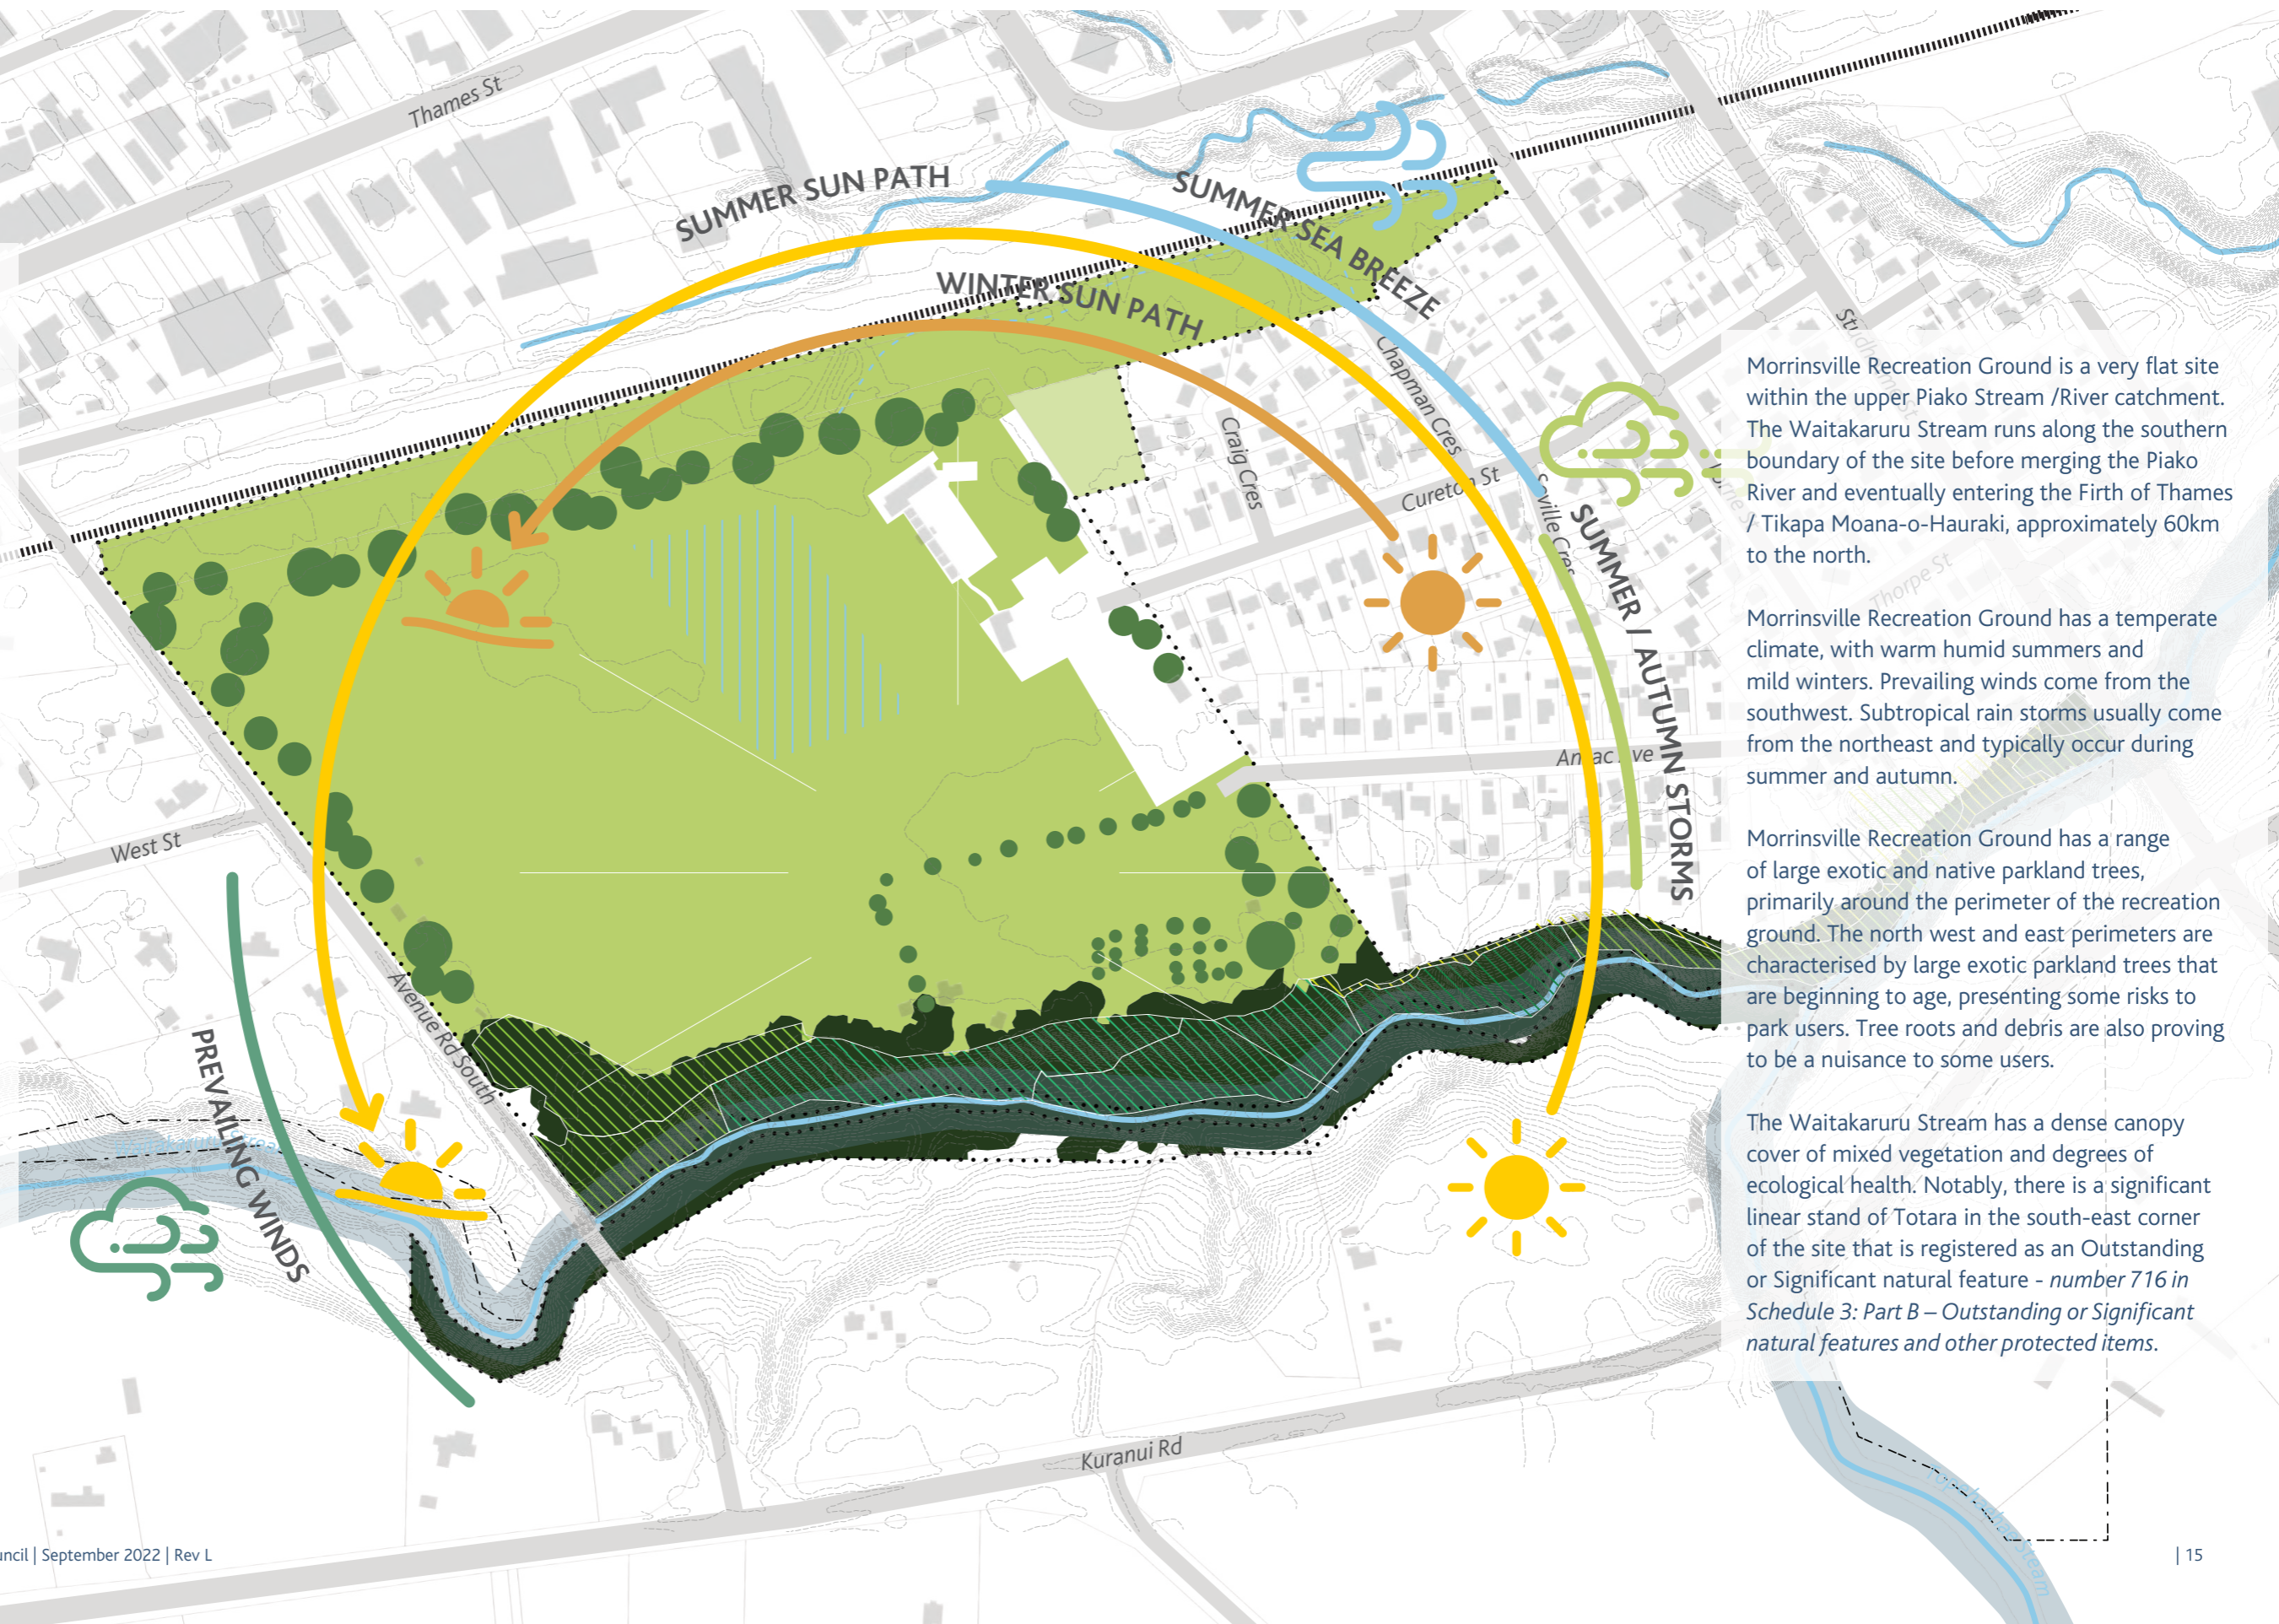 Thames St
SUMMER SUN PATH
SUMMER SEA BREEZE
WINTER SUN PATH
Chapman Cres
Craig Cres
Cureton St
Seville Cres
SUMMER / AUTUMN STORMS
Thorpe St
Anzac Ave
West St
Avenue Rd South
PREVAILING WINDS
Kuranui Rd
Morrinsville Recreation Ground is a very flat site
within the upper Piako Stream /River catchment.
The Waitakaruru Stream runs along the southern
boundary of the site before merging the Piako
River and eventually entering the Firth of Thames
/ Tikapa Moana-o-Hauraki, approximately 60km
to the north.
Morrinsville Recreation Ground has a temperate
climate, with warm humid summers and
mild winters. Prevailing winds come from the
southwest. Subtropical rain storms usually come
from the northeast and typically occur during
summer and autumn.
Morrinsville Recreation Ground has a range
of large exotic and native parkland trees,
primarily around the perimeter of the recreation
ground. The north west and east perimeters are
characterised by large exotic parkland trees that
are beginning to age, presenting some risks to
park users. Tree roots and debris are also proving
to be a nuisance to some users.
The Waitakaruru Stream has a dense canopy
cover of mixed vegetation and degrees of
ecological health. Notably, there is a significant
linear stand of Totara in the south-east corner
of the site that is registered as an Outstanding
or Significant natural feature - number 716 in
Schedule 3: Part B – Outstanding or Significant
natural features and other protected items.
| September 2022 | Rev L
| 15